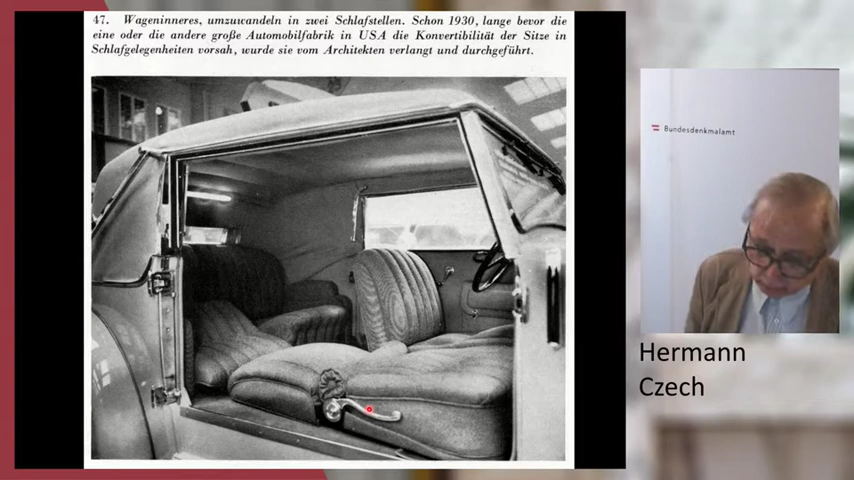 47. Wageninneres, umzuwandeln in zwei Schlafstellen. Schon 1930, lange bevor die
eine oder die andere große Automobilfabrik in USA die Konvertibilität der Sitze in
Schlafgelegenheiten vorsah, wurde sie vom Architekten verlangt und durchgeführt.
Bundesdenkmalamt
Hermann
Czech